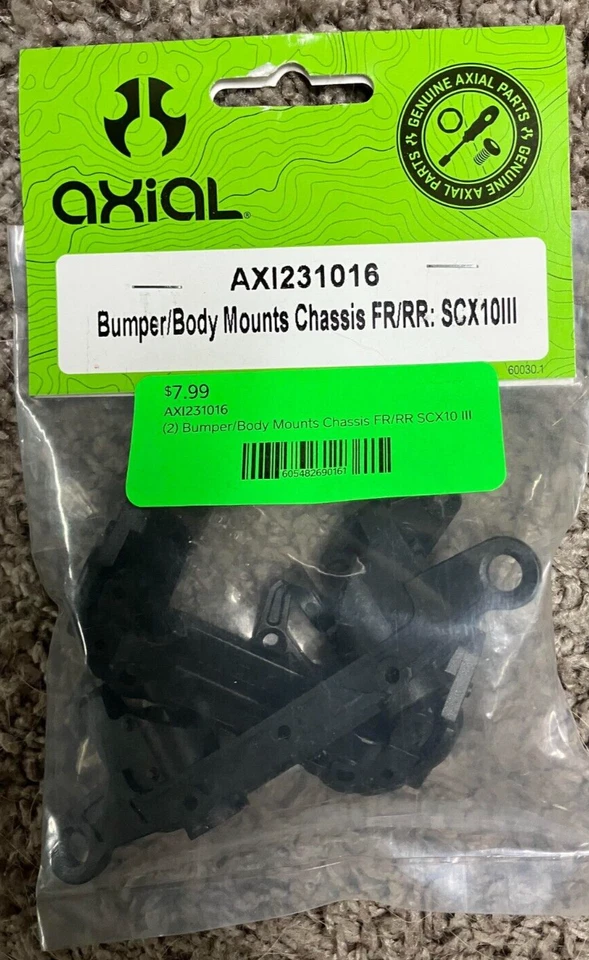 GENUINE AXIAL PARTS
GENUINE AXIAL PARTS
axiaL®
AXI231016
Bumper/Body Mounts Chassis FR/RR: SCX10III
60030.1
$7.99
AXI231016
(2) Bumper/Body Mounts Chassis FR/RR SCX10 III
605482690161